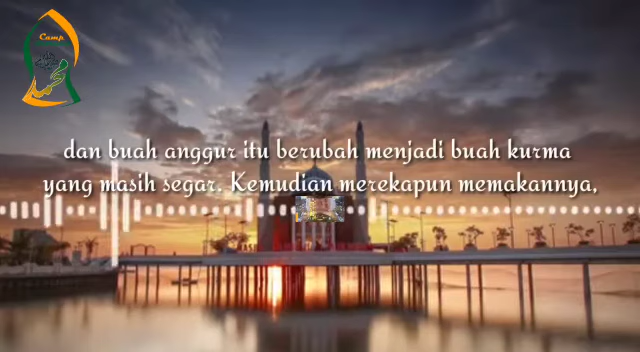 Camp
dan buah anggur itu berubah menjadi buah kurma
yang masih segar. Kemudian merekapun memakannya,